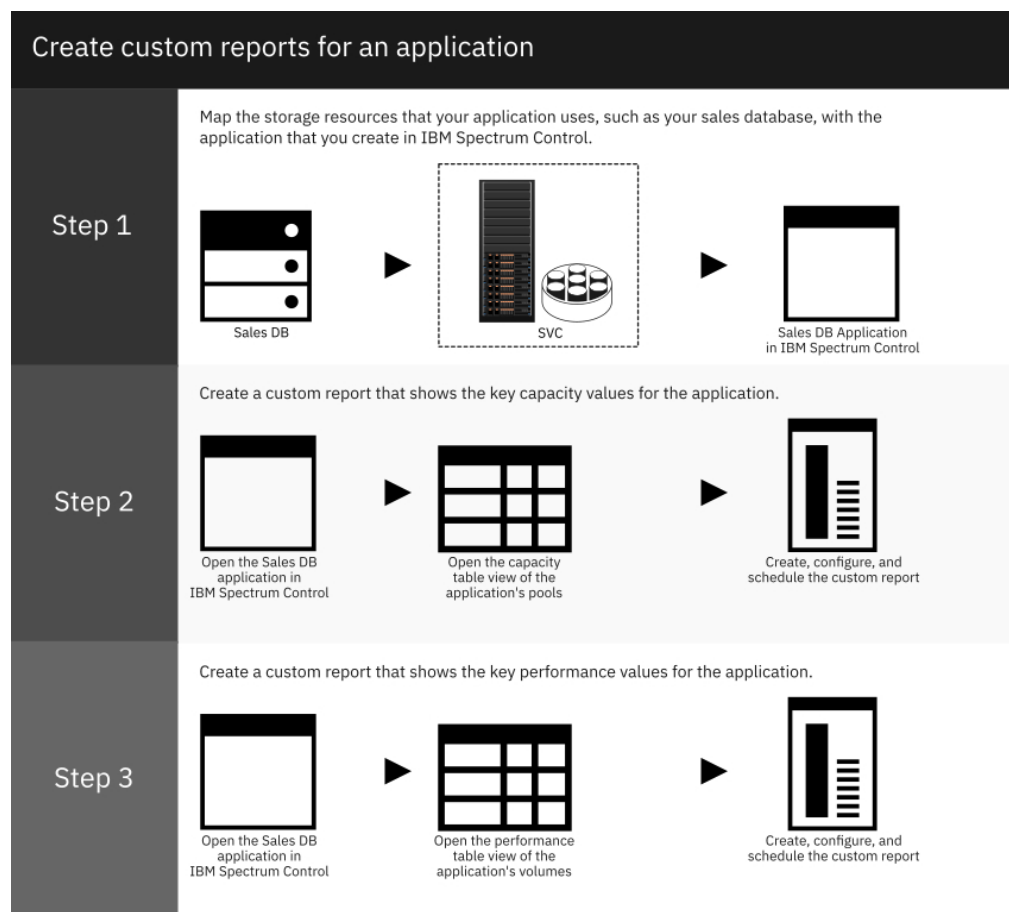 Create custom reports for an application
Step 1
Map the storage resources that your application uses, such as your sales database, with the
application that you create in IBM Spectrum Control.
Sales DB
SVC
Sales DB Application
in IBM Spectrum Control
Step 2
Create a custom report that shows the key capacity values for the application.
Open the Sales DB
application in
IBM Spectrum Control
Open the capacity
table view of the
application's pools
Create, configure, and
schedule the custom report
Step 3
Create a custom report that shows the key performance values for the application.
Open the Sales DB
application in
IBM Spectrum Control
Open the performance
table view of the
application's volumes
Create, configure, and
schedule the custom report